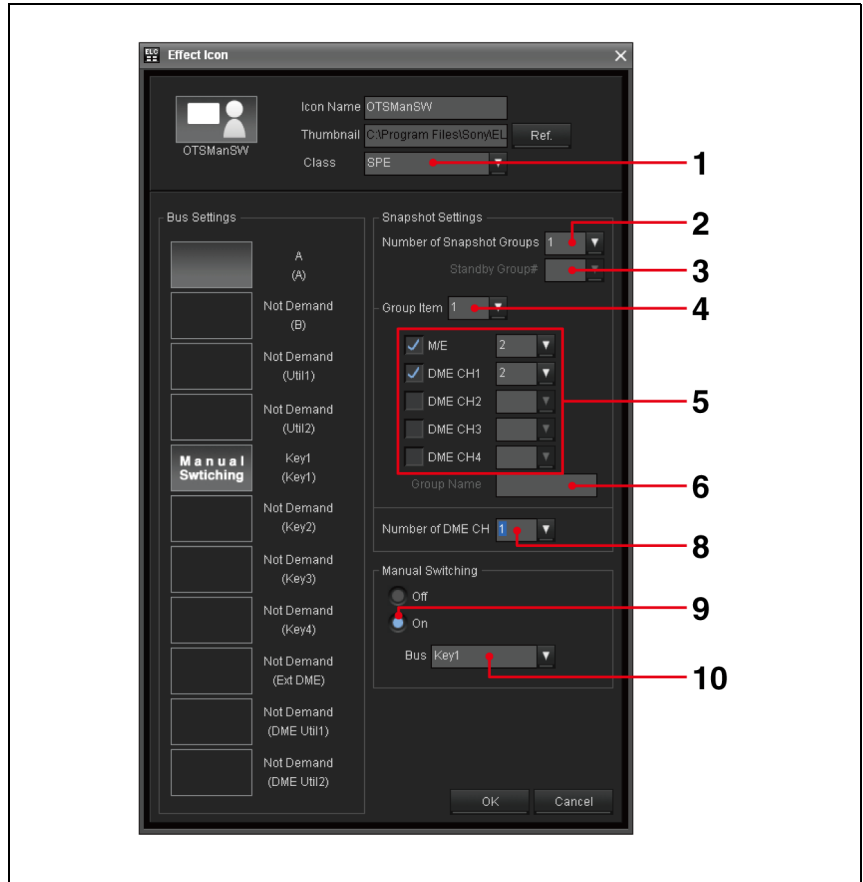 ELC Effect Icon ×
OTSManSW
Icon Name OTSManSW
Thumbnail C:\Program Files\Sony\EL Ref.
Class SPE
1
Bus Settings
A
(A)
Not Demand
(B)
Not Demand
(Util1)
Not Demand
(Util2)
Manual
Swtiching
Key1
(Key1)
Not Demand
(Key2)
Not Demand
(Key3)
Not Demand
(Key4)
Not Demand
(Ext DME)
Not Demand
(DME Util1)
Not Demand
(DME Util2)
Snapshot Settings
Number of Snapshot Groups 1
2
Standby Group#
3
Group Item 1
4
M/E 2
DME CH1 2
DME CH2
DME CH3
DME CH4
5
Group Name
6
Number of DME CH 1
8
Manual Switching
Off
On
9
Bus Key1
10
OK Cancel